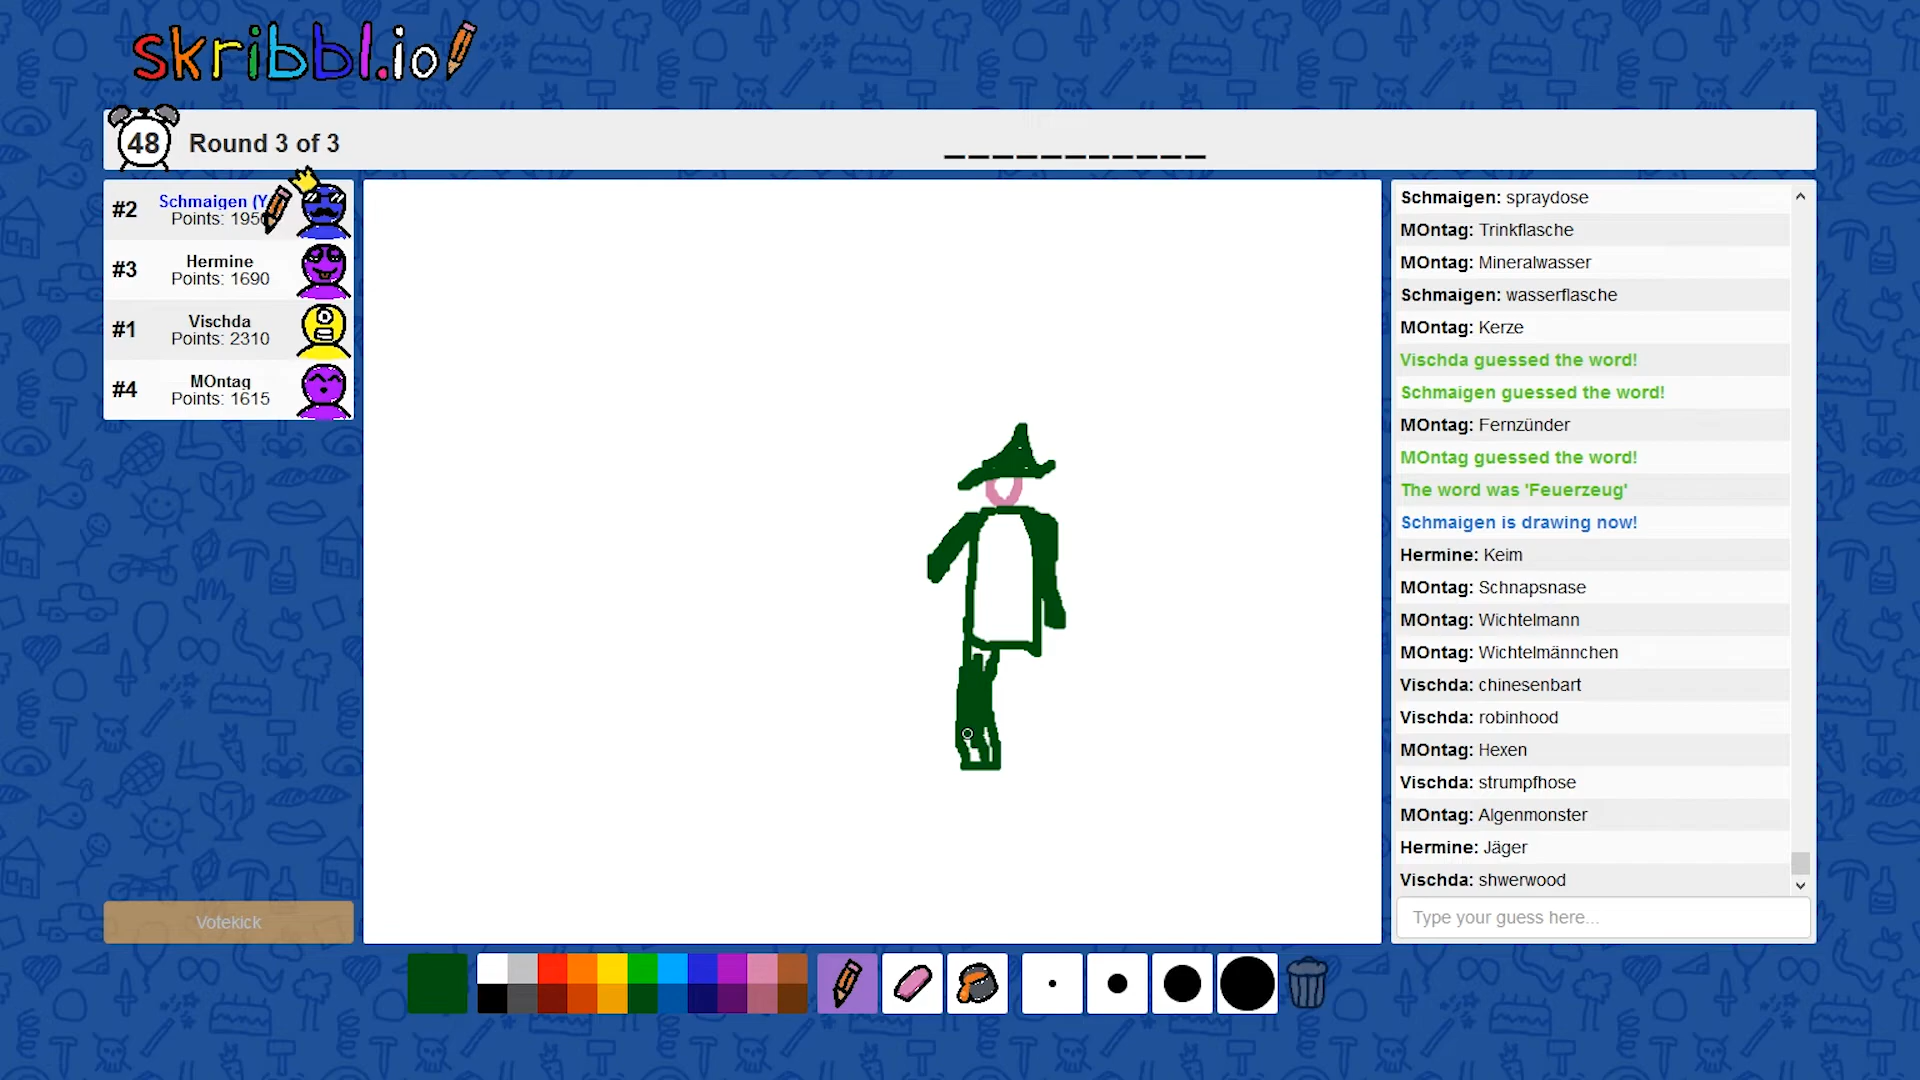 skribbl.io
48
Round 3 of 3
___________
#2
Schmaigen (Y
Points: 1950
#3
Hermine
Points: 1690
#1
Vischda
Points: 2310
#4
MOntag
Points: 1615
Votekick
Schmaigen: spraydose
MOntag: Trinkflasche
MOntag: Mineralwasser
Schmaigen: wasserflasche
MOntag: Kerze
Vischda guessed the word!
Schmaigen guessed the word!
MOntag: Fernzünder
MOntag guessed the word!
The word was 'Feuerzeug'
Schmaigen is drawing now!
Hermine: Keim
MOntag: Schnapsnase
MOntag: Wichtelmann
MOntag: Wichtelmännchen
Vischda: chinesenbart
Vischda: robinhood
MOntag: Hexen
Vischda: strumpfhose
MOntag: Algenmonster
Hermine: Jäger
Vischda: shwerwood
Type your guess here...